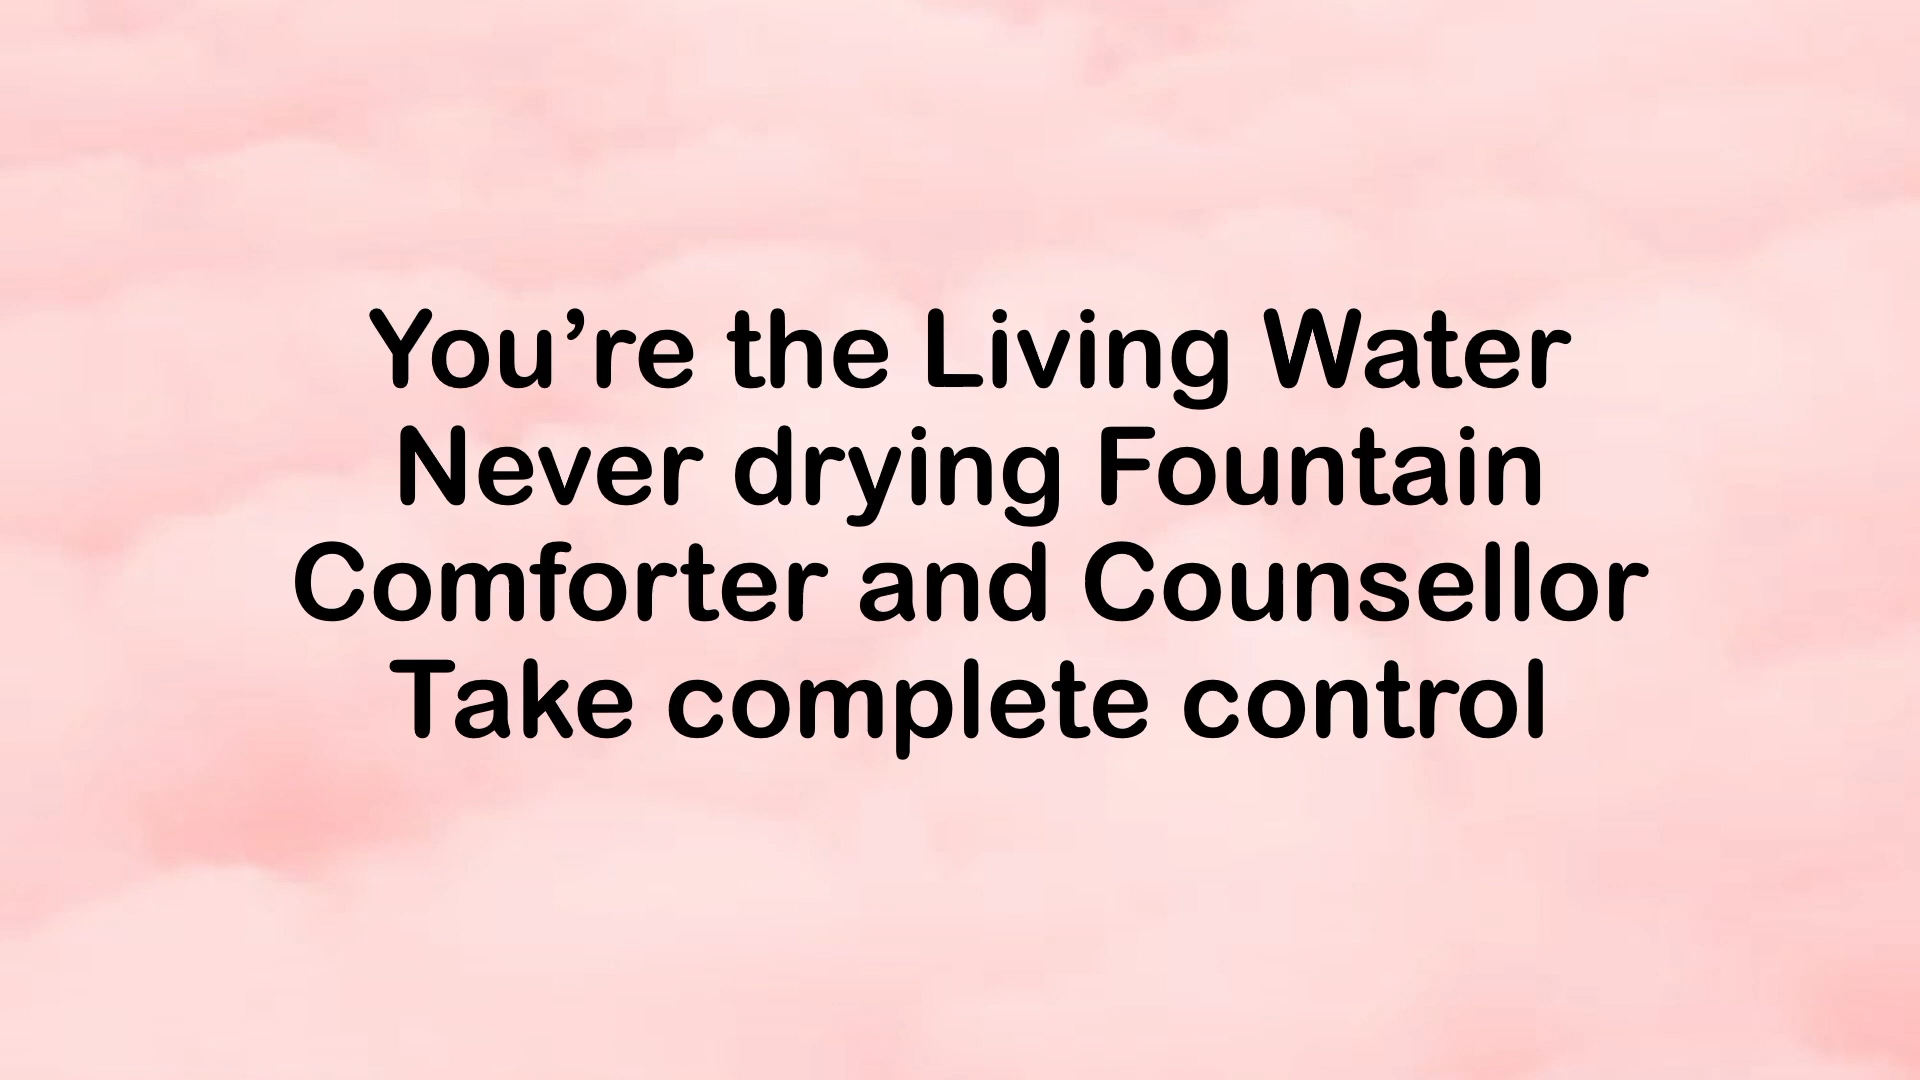 You’re the Living Water
Never drying Fountain
Comforter and Counsellor
Take complete control